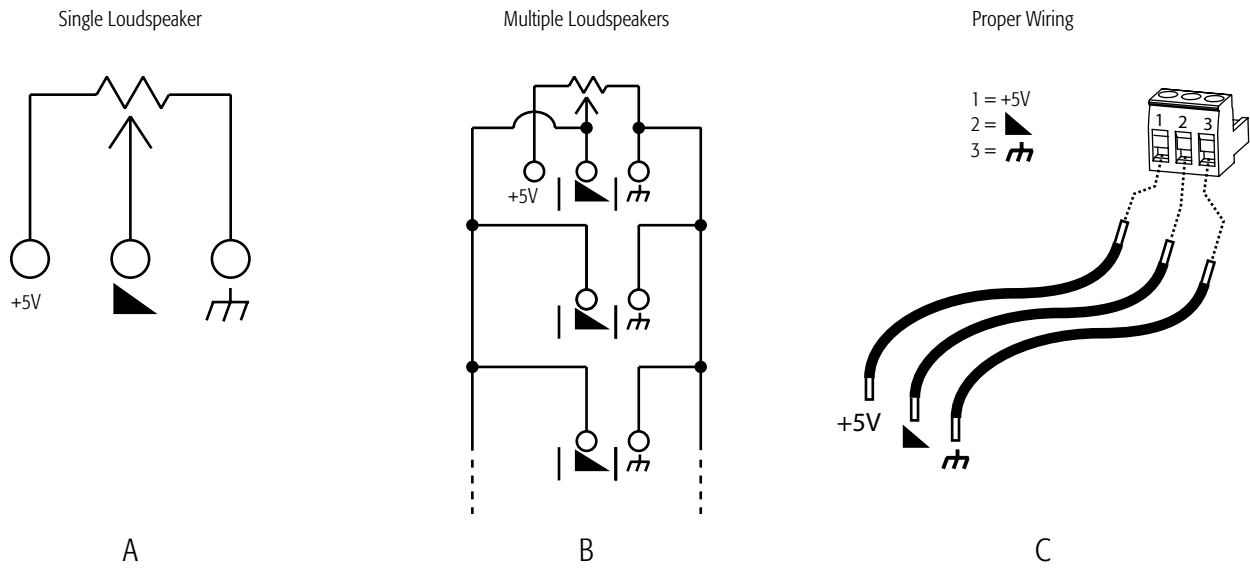 Single Loudspeaker
+5V
A
Multiple Loudspeakers
+5V
B
Proper Wiring
1 = +5V
2 =
3 =
1 2 3
+5V
C